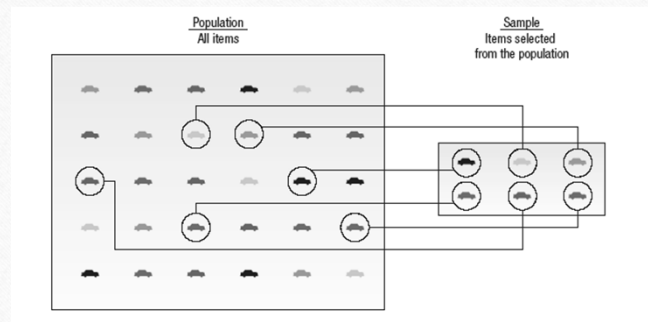 Population
All items
Sample
Items selected
from the population